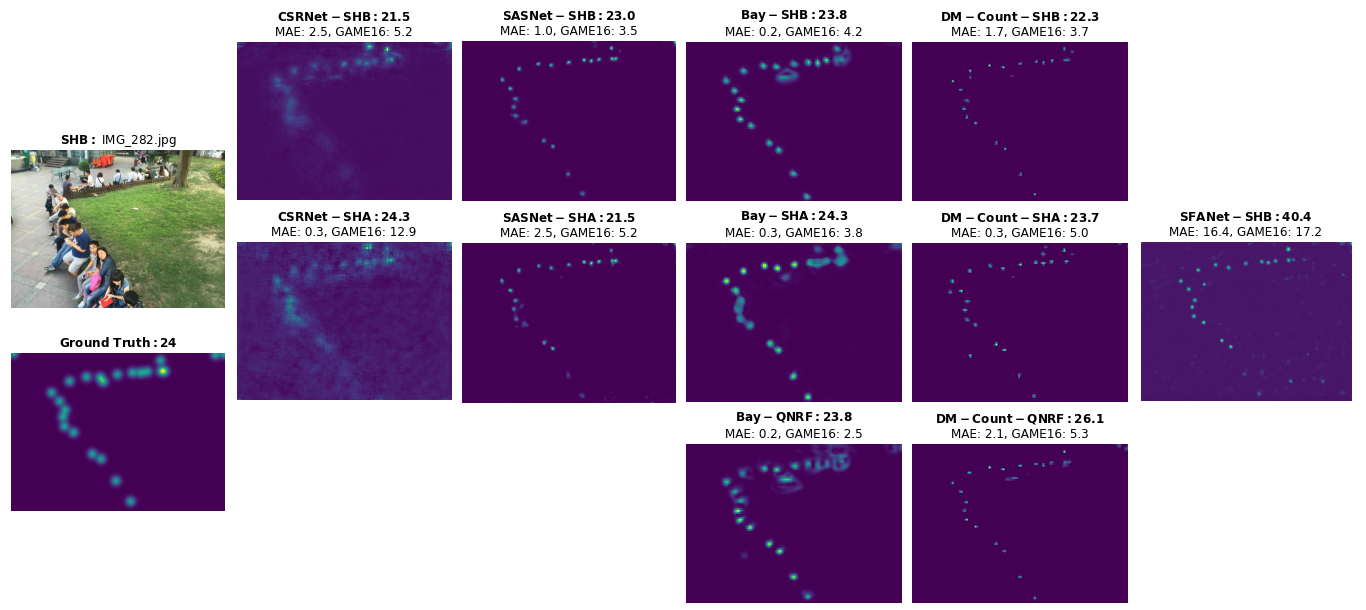 CSRNet−SHB: 21.5
MAE: 2.5, GAME16: 5.2
SASNet−SHB: 23.0
MAE: 1.0, GAME16: 3.5
Bay−SHB: 23.8
MAE: 0.2, GAME16: 4.2
DM−Count−SHB: 22.3
MAE: 1.7, GAME16: 3.7
SHB: IMG_282.jpg
CSRNet−SHA: 24.3
MAE: 0.3, GAME16: 12.9
SASNet−SHA: 21.5
MAE: 2.5, GAME16: 5.2
Bay−SHA: 24.3
MAE: 0.3, GAME16: 3.8
DM−Count−SHA: 23.7
MAE: 0.3, GAME16: 5.0
SFANet−SHB: 40.4
MAE: 16.4, GAME16: 17.2
Ground Truth: 24
Bay−QNRF: 23.8
MAE: 0.2, GAME16: 2.5
DM−Count−QNRF: 26.1
MAE: 2.1, GAME16: 5.3